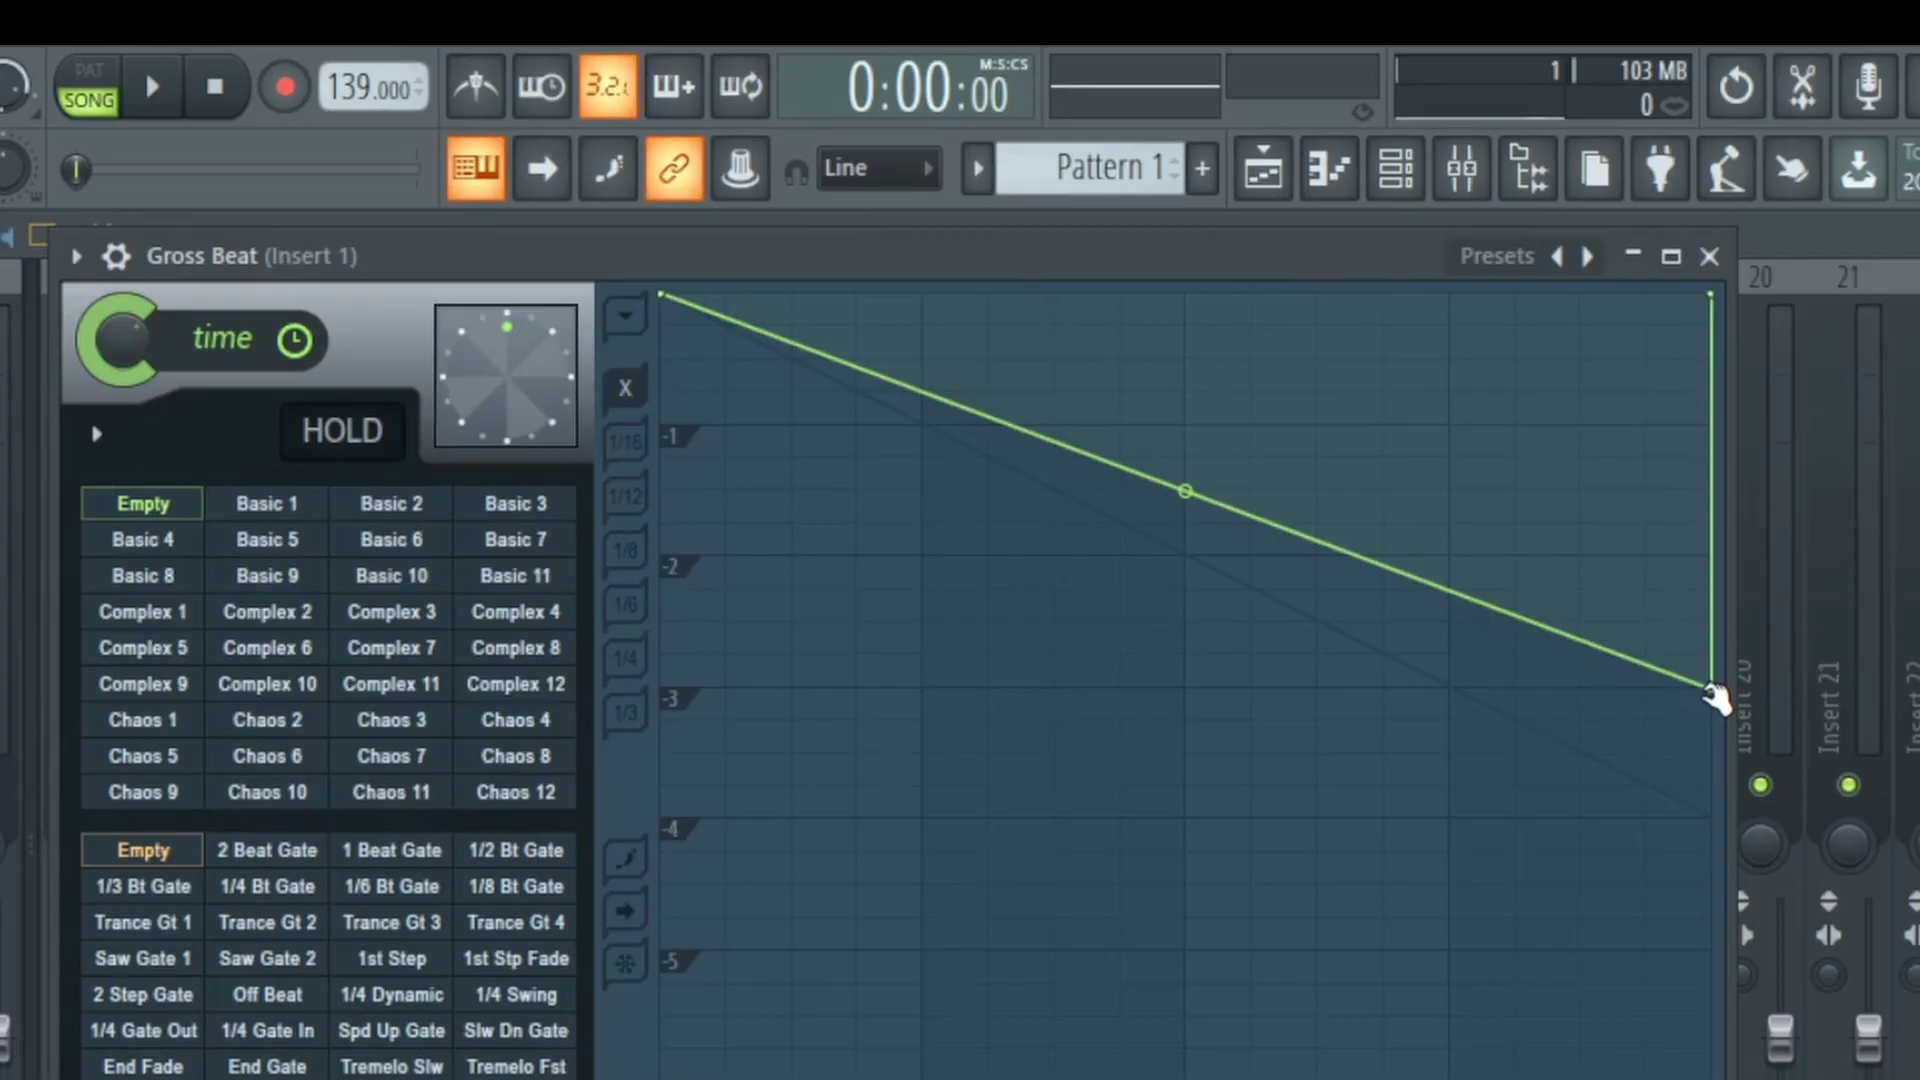 PAT
SONG
139.000
3.2.
0:00:00
M:S:CS
1
103 MB
0
Line
Pattern 1
+
20
Gross Beat (Insert 1)
Presets
20 21
time
HOLD
X
1/16
1/12
1/8
1/6
1/4
1/3
-1
-2
-3
-4
-5
Empty Basic 1 Basic 2 Basic 3
Basic 4 Basic 5 Basic 6 Basic 7
Basic 8 Basic 9 Basic 10 Basic 11
Complex 1 Complex 2 Complex 3 Complex 4
Complex 5 Complex 6 Complex 7 Complex 8
Complex 9 Complex 10 Complex 11 Complex 12
Chaos 1 Chaos 2 Chaos 3 Chaos 4
Chaos 5 Chaos 6 Chaos 7 Chaos 8
Chaos 9 Chaos 10 Chaos 11 Chaos 12
Empty 2 Beat Gate 1 Beat Gate 1/2 Bt Gate
1/3 Bt Gate 1/4 Bt Gate 1/6 Bt Gate 1/8 Bt Gate
Trance Gt 1 Trance Gt 2 Trance Gt 3 Trance Gt 4
Saw Gate 1 Saw Gate 2 1st Step 1st Stp Fade
2 Step Gate Off Beat 1/4 Dynamic 1/4 Swing
1/4 Gate Out 1/4 Gate In Spd Up Gate Slw Dn Gate
End Fade End Gate Tremelo Slw Tremelo Fst
Insert 20
Insert 21
Insert 22